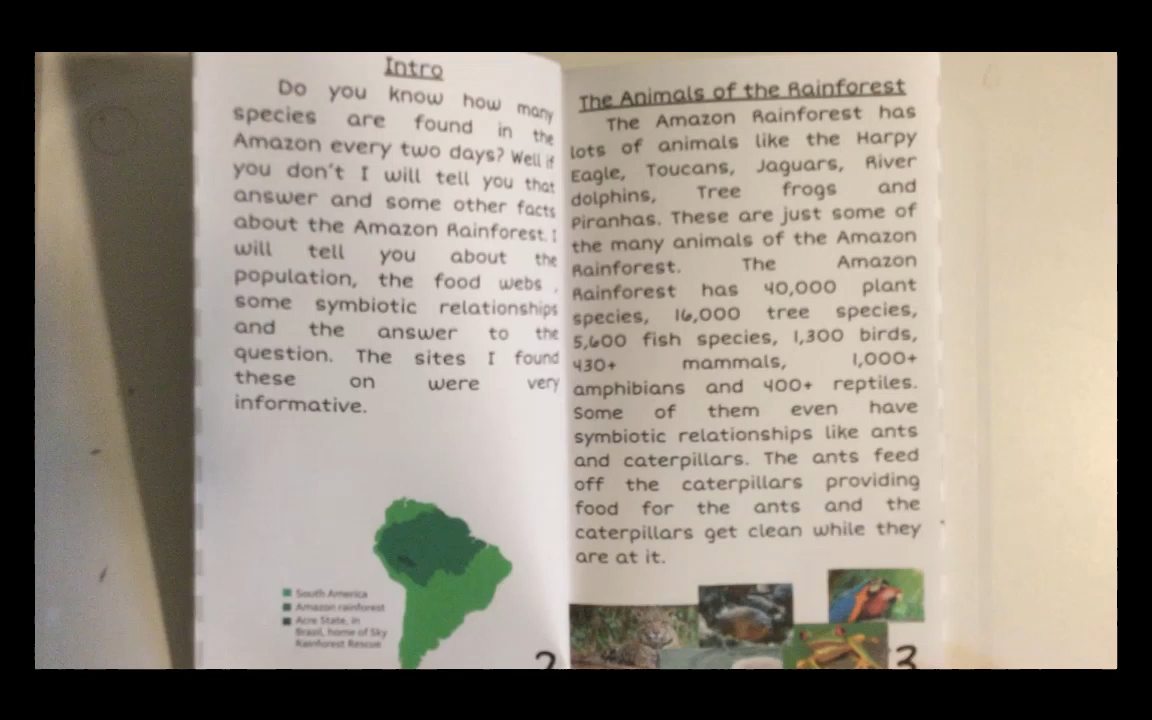 Intro
Do you know how many
species are found in the
Amazon every two days? Well if
you don't I will tell you that
answer and some other facts
about the Amazon Rainforest. I
will tell you about the
population, the food webs ,
some symbiotic relationships
and the answer to the
question. The sites I found
these on were very
informative.
South America
Amazon rainforest
Acre State, in
Brasil, home of Sky
Rainforest Rescue
2
The Animals of the Rainforest
The Amazon Rainforest has
lots of animals like the Harpy
Eagle, Toucans, Jaguars, River
dolphins, Tree frogs and
Piranhas. These are just some of
the many animals of the Amazon
Rainforest. The Amazon
Rainforest has 40,000 plant
species, 16,000 tree species,
5,600 fish species, 1,300 birds,
430+ mammals, 1,000+
amphibians and 400+ reptiles.
Some of them even have
symbiotic relationships like ants
and caterpillars. The ants feed
off the caterpillars providing
food for the ants and the
caterpillars get clean while they
are at it.
3